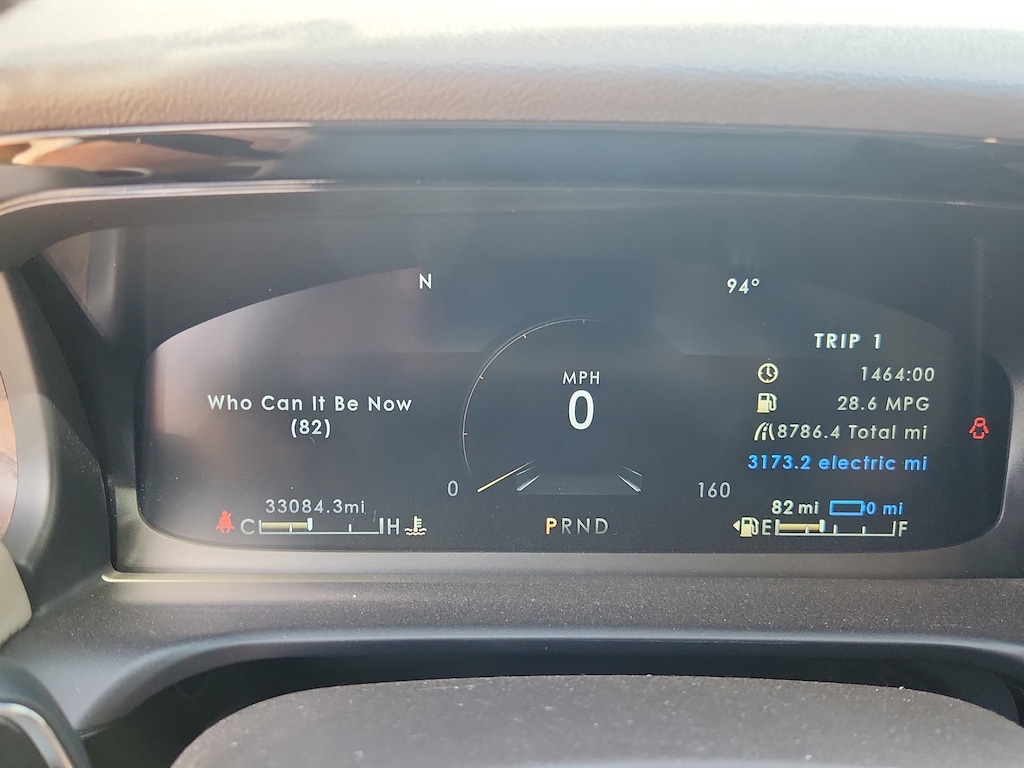 N
94°
TRIP 1
1464:00
28.6 MPG
8786.4 Total mi
3173.2 electric mi
Who Can It Be Now
(82)
MPH
0
0
160
33084.3mi
C H
PRND
82 mi 0 mi
E F